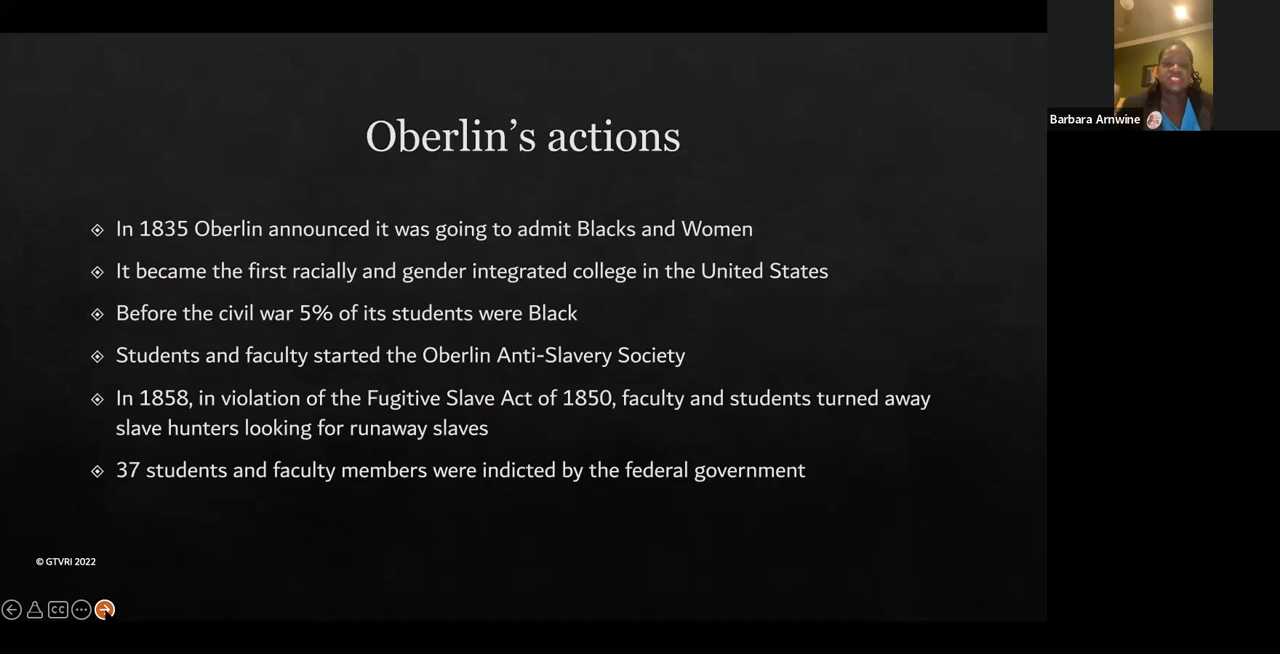 Oberlin's actions
In 1835 Oberlin announced it was going to admit Blacks and Women
It became the first racially and gender integrated college in the United States
Before the civil war 5% of its students were Black
Students and faculty started the Oberlin Anti-Slavery Society
In 1858, in violation of the Fugitive Slave Act of 1850, faculty and students turned away
slave hunters looking for runaway slaves
37 students and faculty members were indicted by the federal government
© GTVRI 2022
CC
Barbara Arnwine